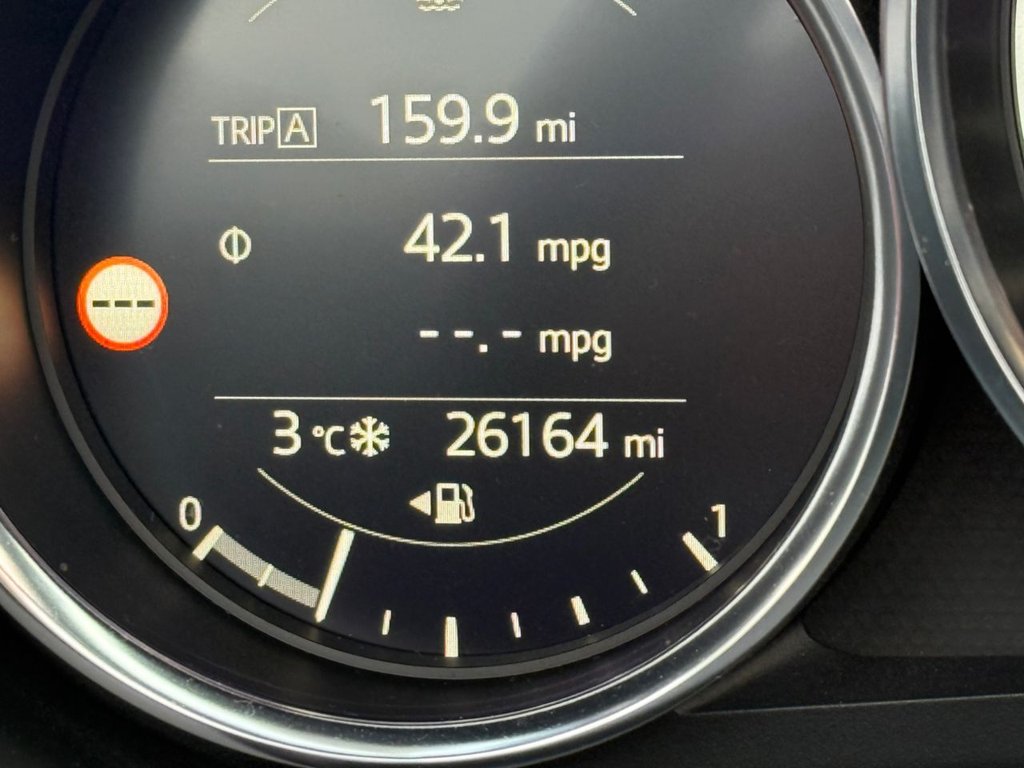 TRIP A 159.9 mi
42.1 mpg
--.- mpg
---
3 °C 26164 mi
0 1